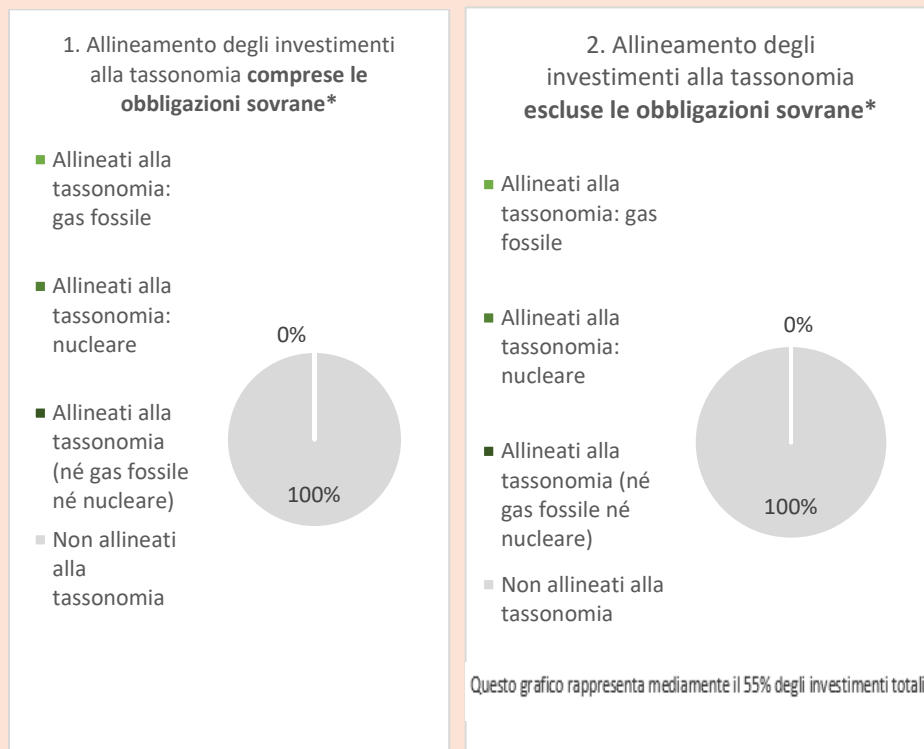 1. Allineamento degli investimenti
alla tassonomia comprese le
obbligazioni sovrane*
Allineati alla
tassonomia:
gas fossile
Allineati alla
tassonomia:
nucleare
Allineati alla
tassonomia
(né gas fossile
né nucleare)
Non allineati
alla
tassonomia
0%
100%
2. Allineamento degli
investimenti alla tassonomia
escluse le obbligazioni sovrane*
Allineati alla
tassonomia: gas
fossile
Allineati alla
tassonomia:
nucleare
Allineati alla
tassonomia (né
gas fossile né
nucleare)
Non allineati alla
tassonomia
0%
100%
Questo grafico rappresenta mediamente il 55% degli investimenti totali